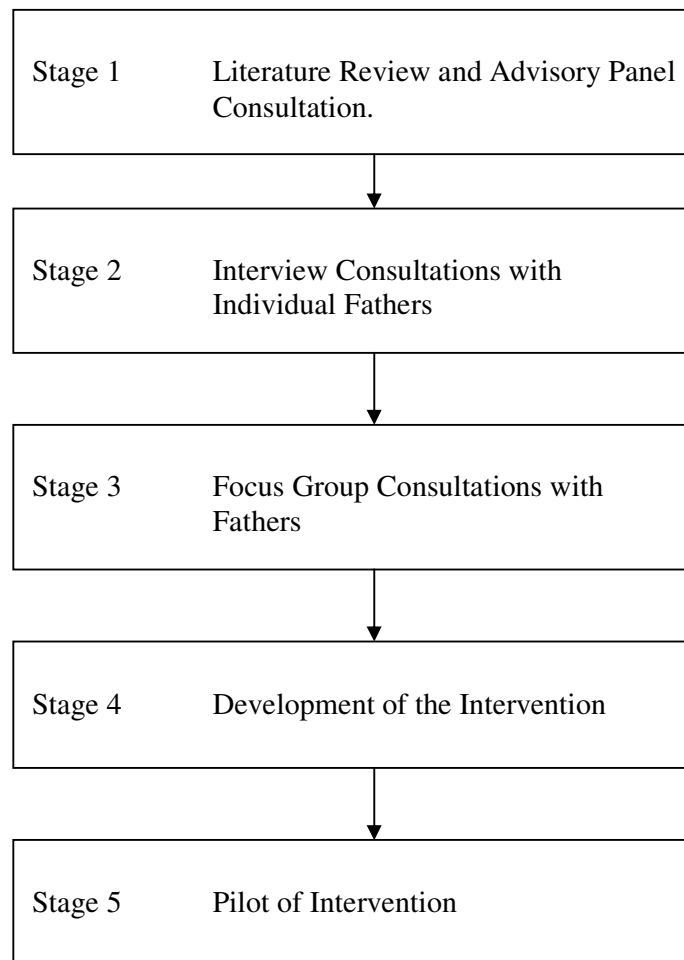 Stage 1 Literature Review and Advisory Panel
Consultation.
Stage 2 Interview Consultations with
Individual Fathers
Stage 3 Focus Group Consultations with
Fathers
Stage 4 Development of the Intervention
Stage 5 Pilot of Intervention